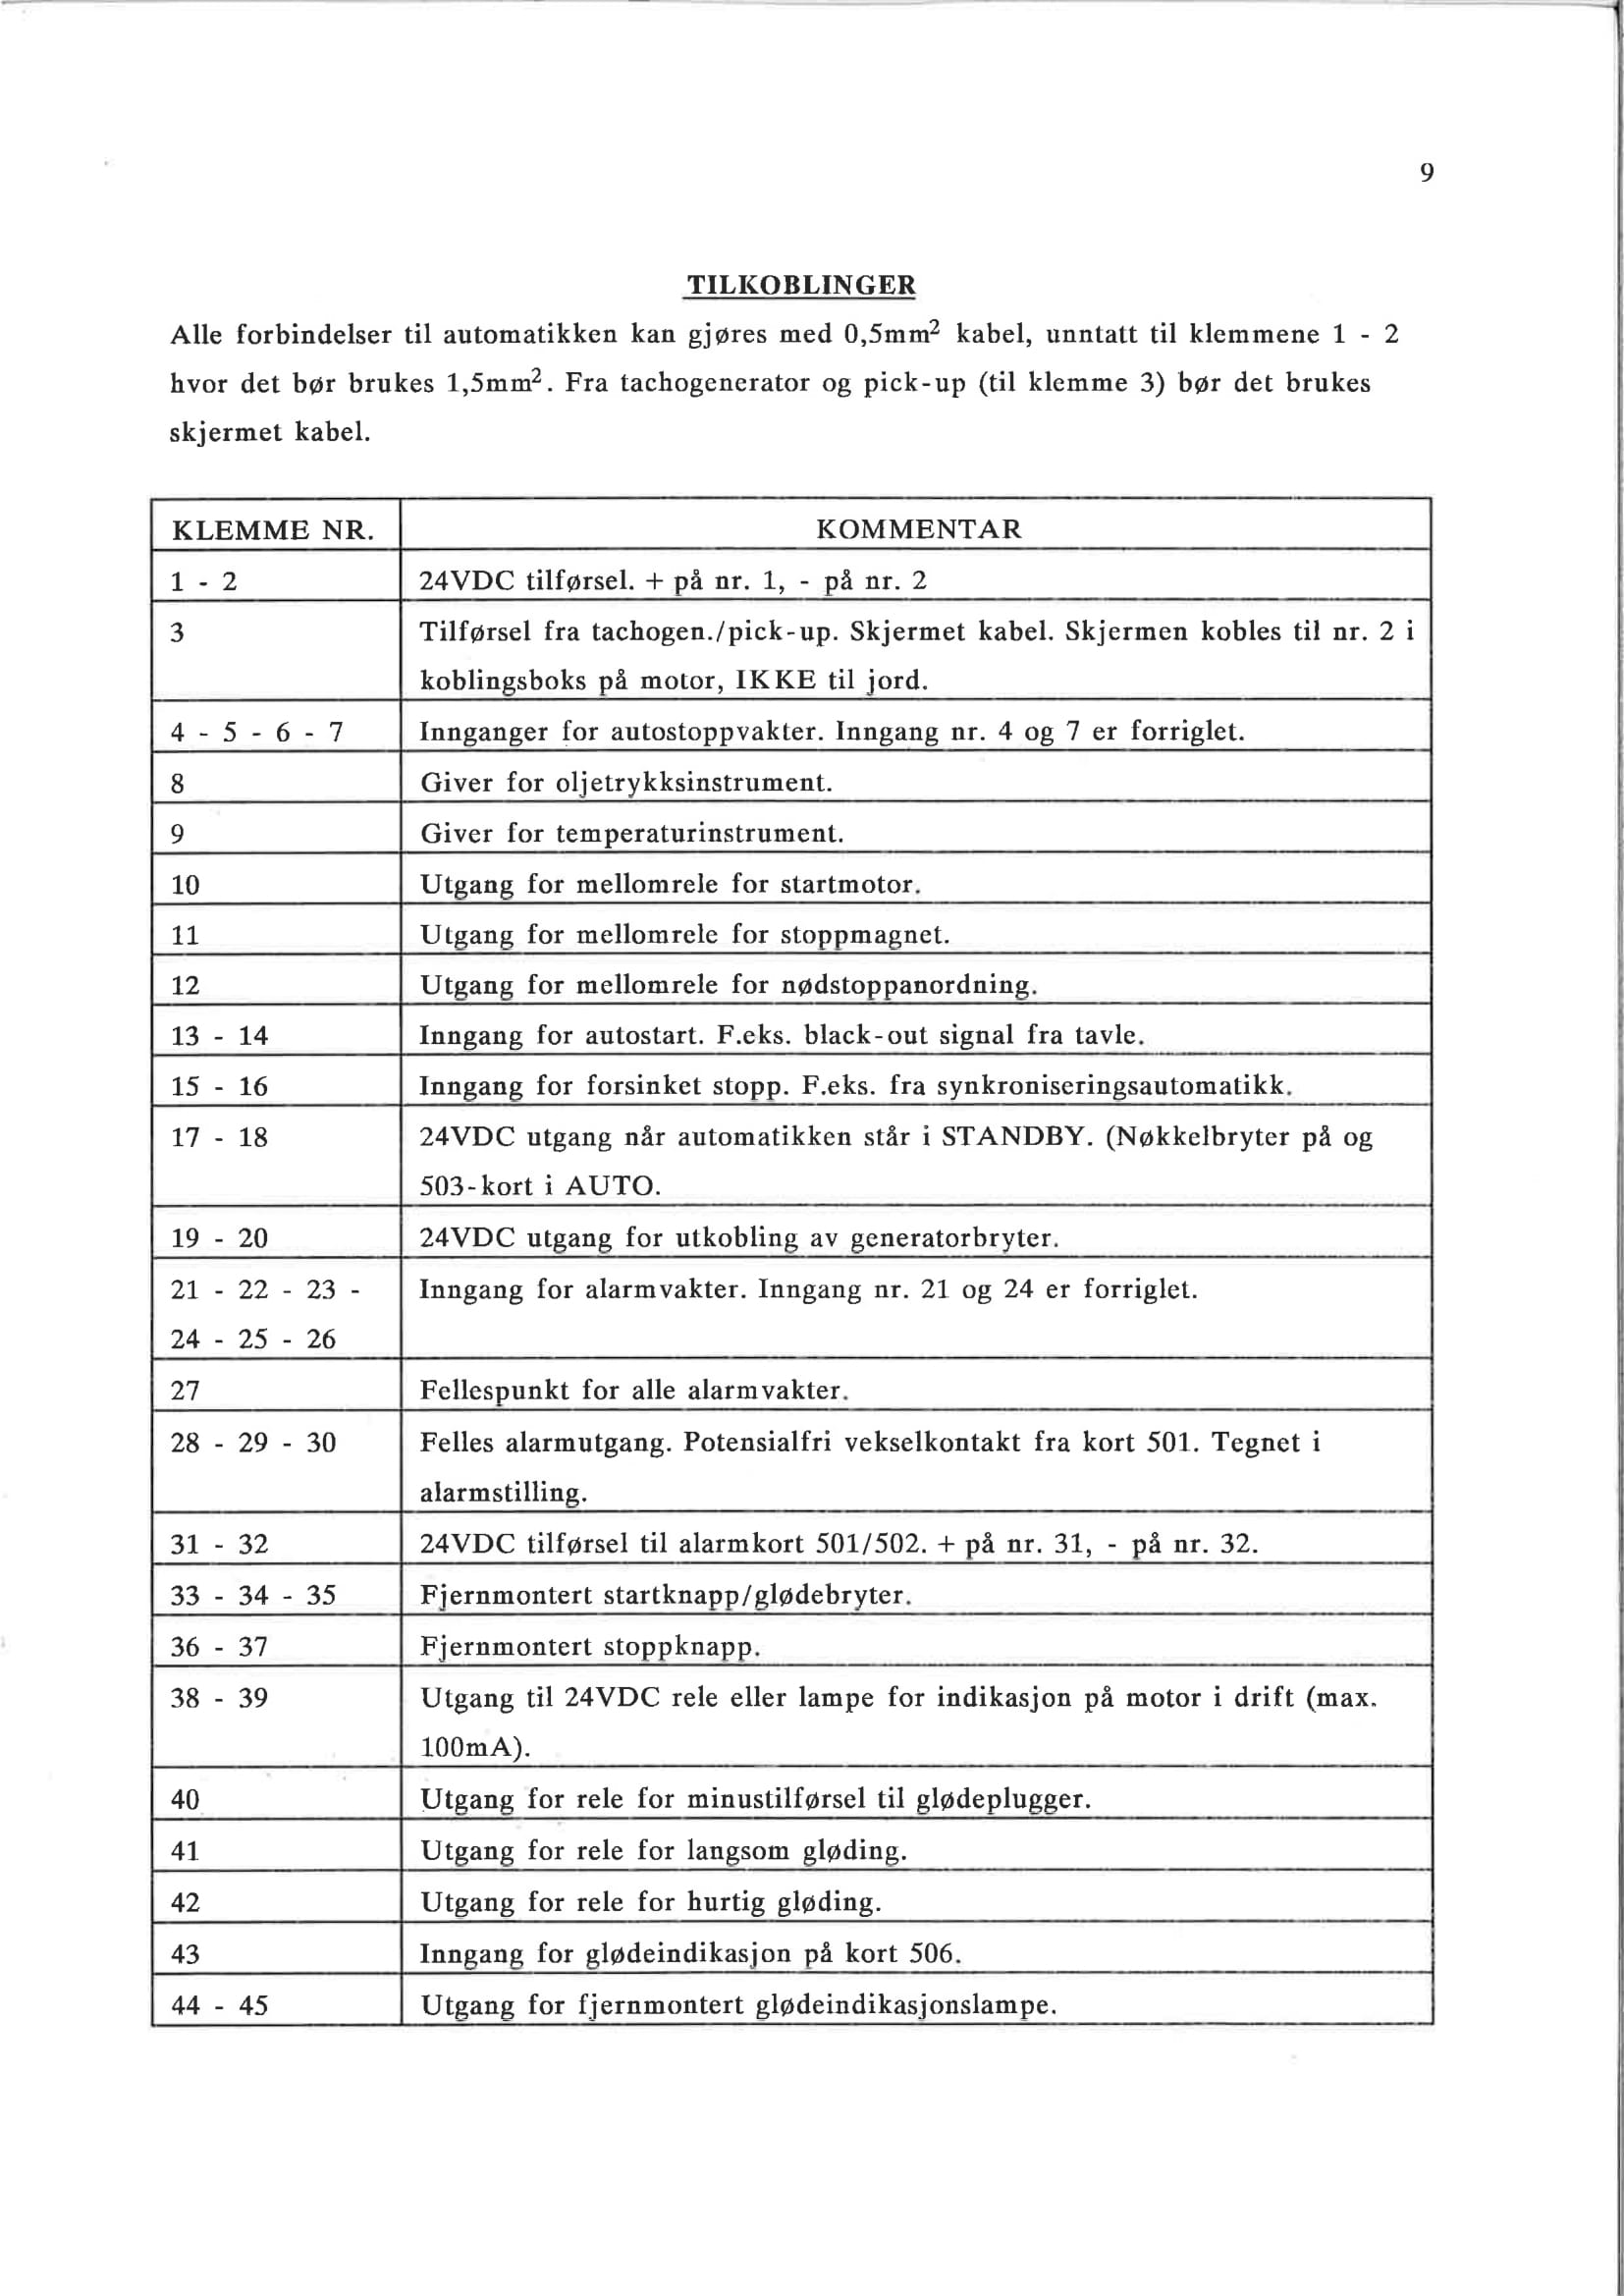 9
TILKOBLINGER
Alle forbindelser til automatikken kan gjøres med 0,5mm² kabel, unntatt til klemmene 1 - 2
hvor det bør brukes 1,5mm². Fra tachogenerator og pick-up (til klemme 3) bør det brukes
skjermet kabel.
KLEMME NR. KOMMENTAR
1 - 2 24VDC tilførsel. + på nr. 1, - på nr. 2
3 Tilførsel fra tachogen./pick-up. Skjermet kabel. Skjermen kobles til nr. 2 i
koblingsboks på motor, IKKE til jord.
4 - 5 - 6 - 7 Innganger for autostoppvakter. Inngang nr. 4 og 7 er forriglet.
8 Giver for oljetrykksinstrument.
9 Giver for temperaturinstrument.
10 Utgang for mellomrele for startmotor.
11 Utgang for mellomrele for stoppmagnet.
12 Utgang for mellomrele for nødstoppanordning.
13 - 14 Inngang for autostart. F.eks. black-out signal fra tavle.
15 - 16 Inngang for forsinket stopp. F.eks. fra synkroniseringsautomatikk.
17 - 18 24VDC utgang når automatikken står i STANDBY. (Nøkkelbryter på og
503-kort i AUTO.
19 - 20 24VDC utgang for utkobling av generatorbryter.
21 - 22 - 23 - Inngang for alarmvakter. Inngang nr. 21 og 24 er forriglet.
24 - 25 - 26
27 Fellespunkt for alle alarmvakter.
28 - 29 - 30 Felles alarmutgang. Potensialfri vekselkontakt fra kort 501. Tegnet i
alarmstilling.
31 - 32 24VDC tilførsel til alarmkort 501/502. + på nr. 31, - på nr. 32.
33 - 34 - 35 Fjernmontert startknapp/glødebryter.
36 - 37 Fjernmontert stoppknapp.
38 - 39 Utgang til 24VDC rele eller lampe for indikasjon på motor i drift (max.
100mA).
40 Utgang for rele for minustilførsel til glødeplugger.
41 Utgang for rele for langsom gløding.
42 Utgang for rele for hurtig gløding.
43 Inngang for glødeindikasjon på kort 506.
44 - 45 Utgang for fjernmontert glødeindikasjonslampe.